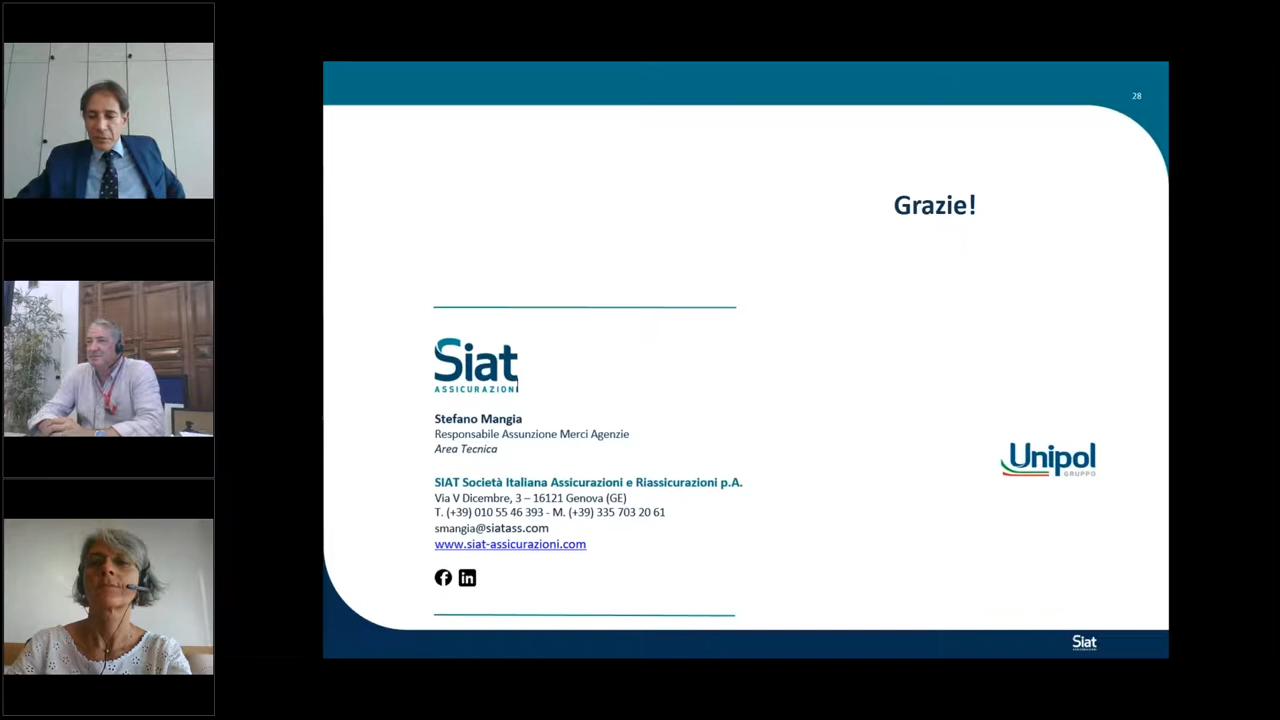 28
Grazie!
Siat
ASSICURAZIONI
Stefano Mangia
Responsabile Assunzione Merci Agenzie
Area Tecnica
SIAT Società Italiana Assicurazioni e Riassicurazioni p.A.
Via V Dicembre, 3 – 16121 Genova (GE)
T. (+39) 010 55 46 393 - M. (+39) 335 703 20 61
smangia@siatass.com
www.siat-assicurazioni.com
Unipol
GRUPPO
Siat
ASSICURAZIONI